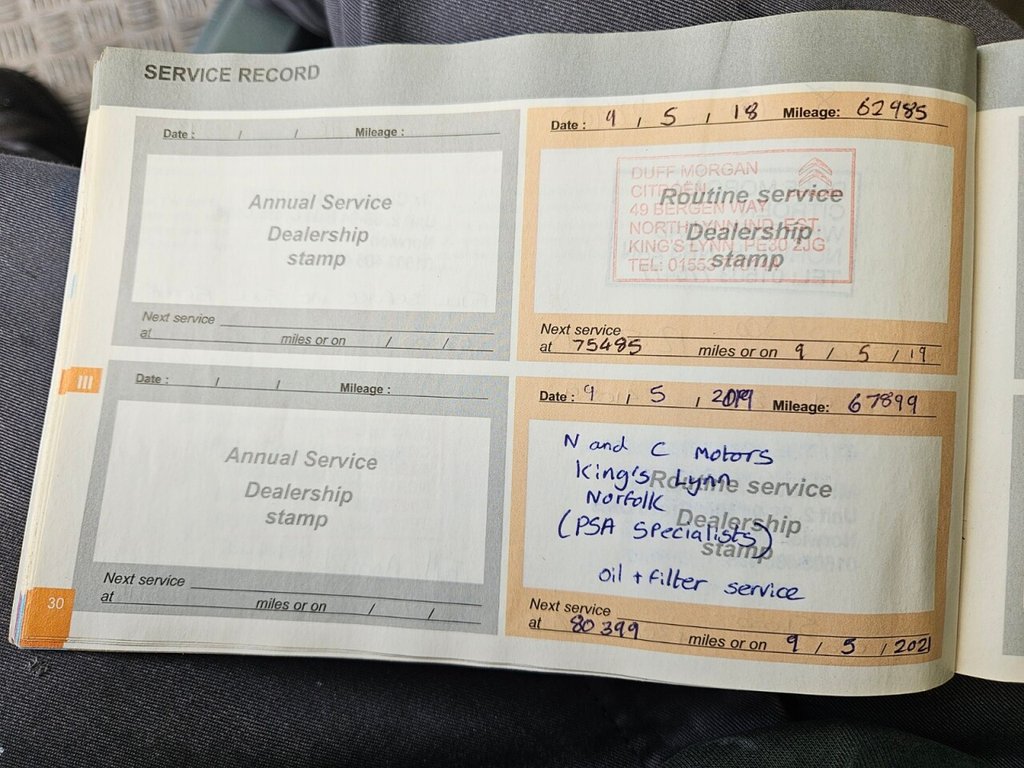 SERVICE RECORD
Date : / / Mileage :
Annual Service
Dealership
stamp
Next service
at miles or on / /
Date : 9 / 5 / 18 Mileage: 62985
DUFF MORGAN
CITROEN
49 BERGEN WAY
NORTH LYNN IND. EST.
KING'S LYNN PE30 2JG
TEL: 01553
Routine service
Dealership
stamp
Next service
at 75485 miles or on 9 / 5 / 19
III
Date : / / Mileage :
Annual Service
Dealership
stamp
Next service
at miles or on / /
Date : 9 / 5 / 2019 Mileage: 67899
N and C Motors
King's Lynn
Norfolk
(PSA Specialists)
Routine service
Dealership
stamp
oil + filter service
Next service
at 80399 miles or on 9 / 5 / 2021
30